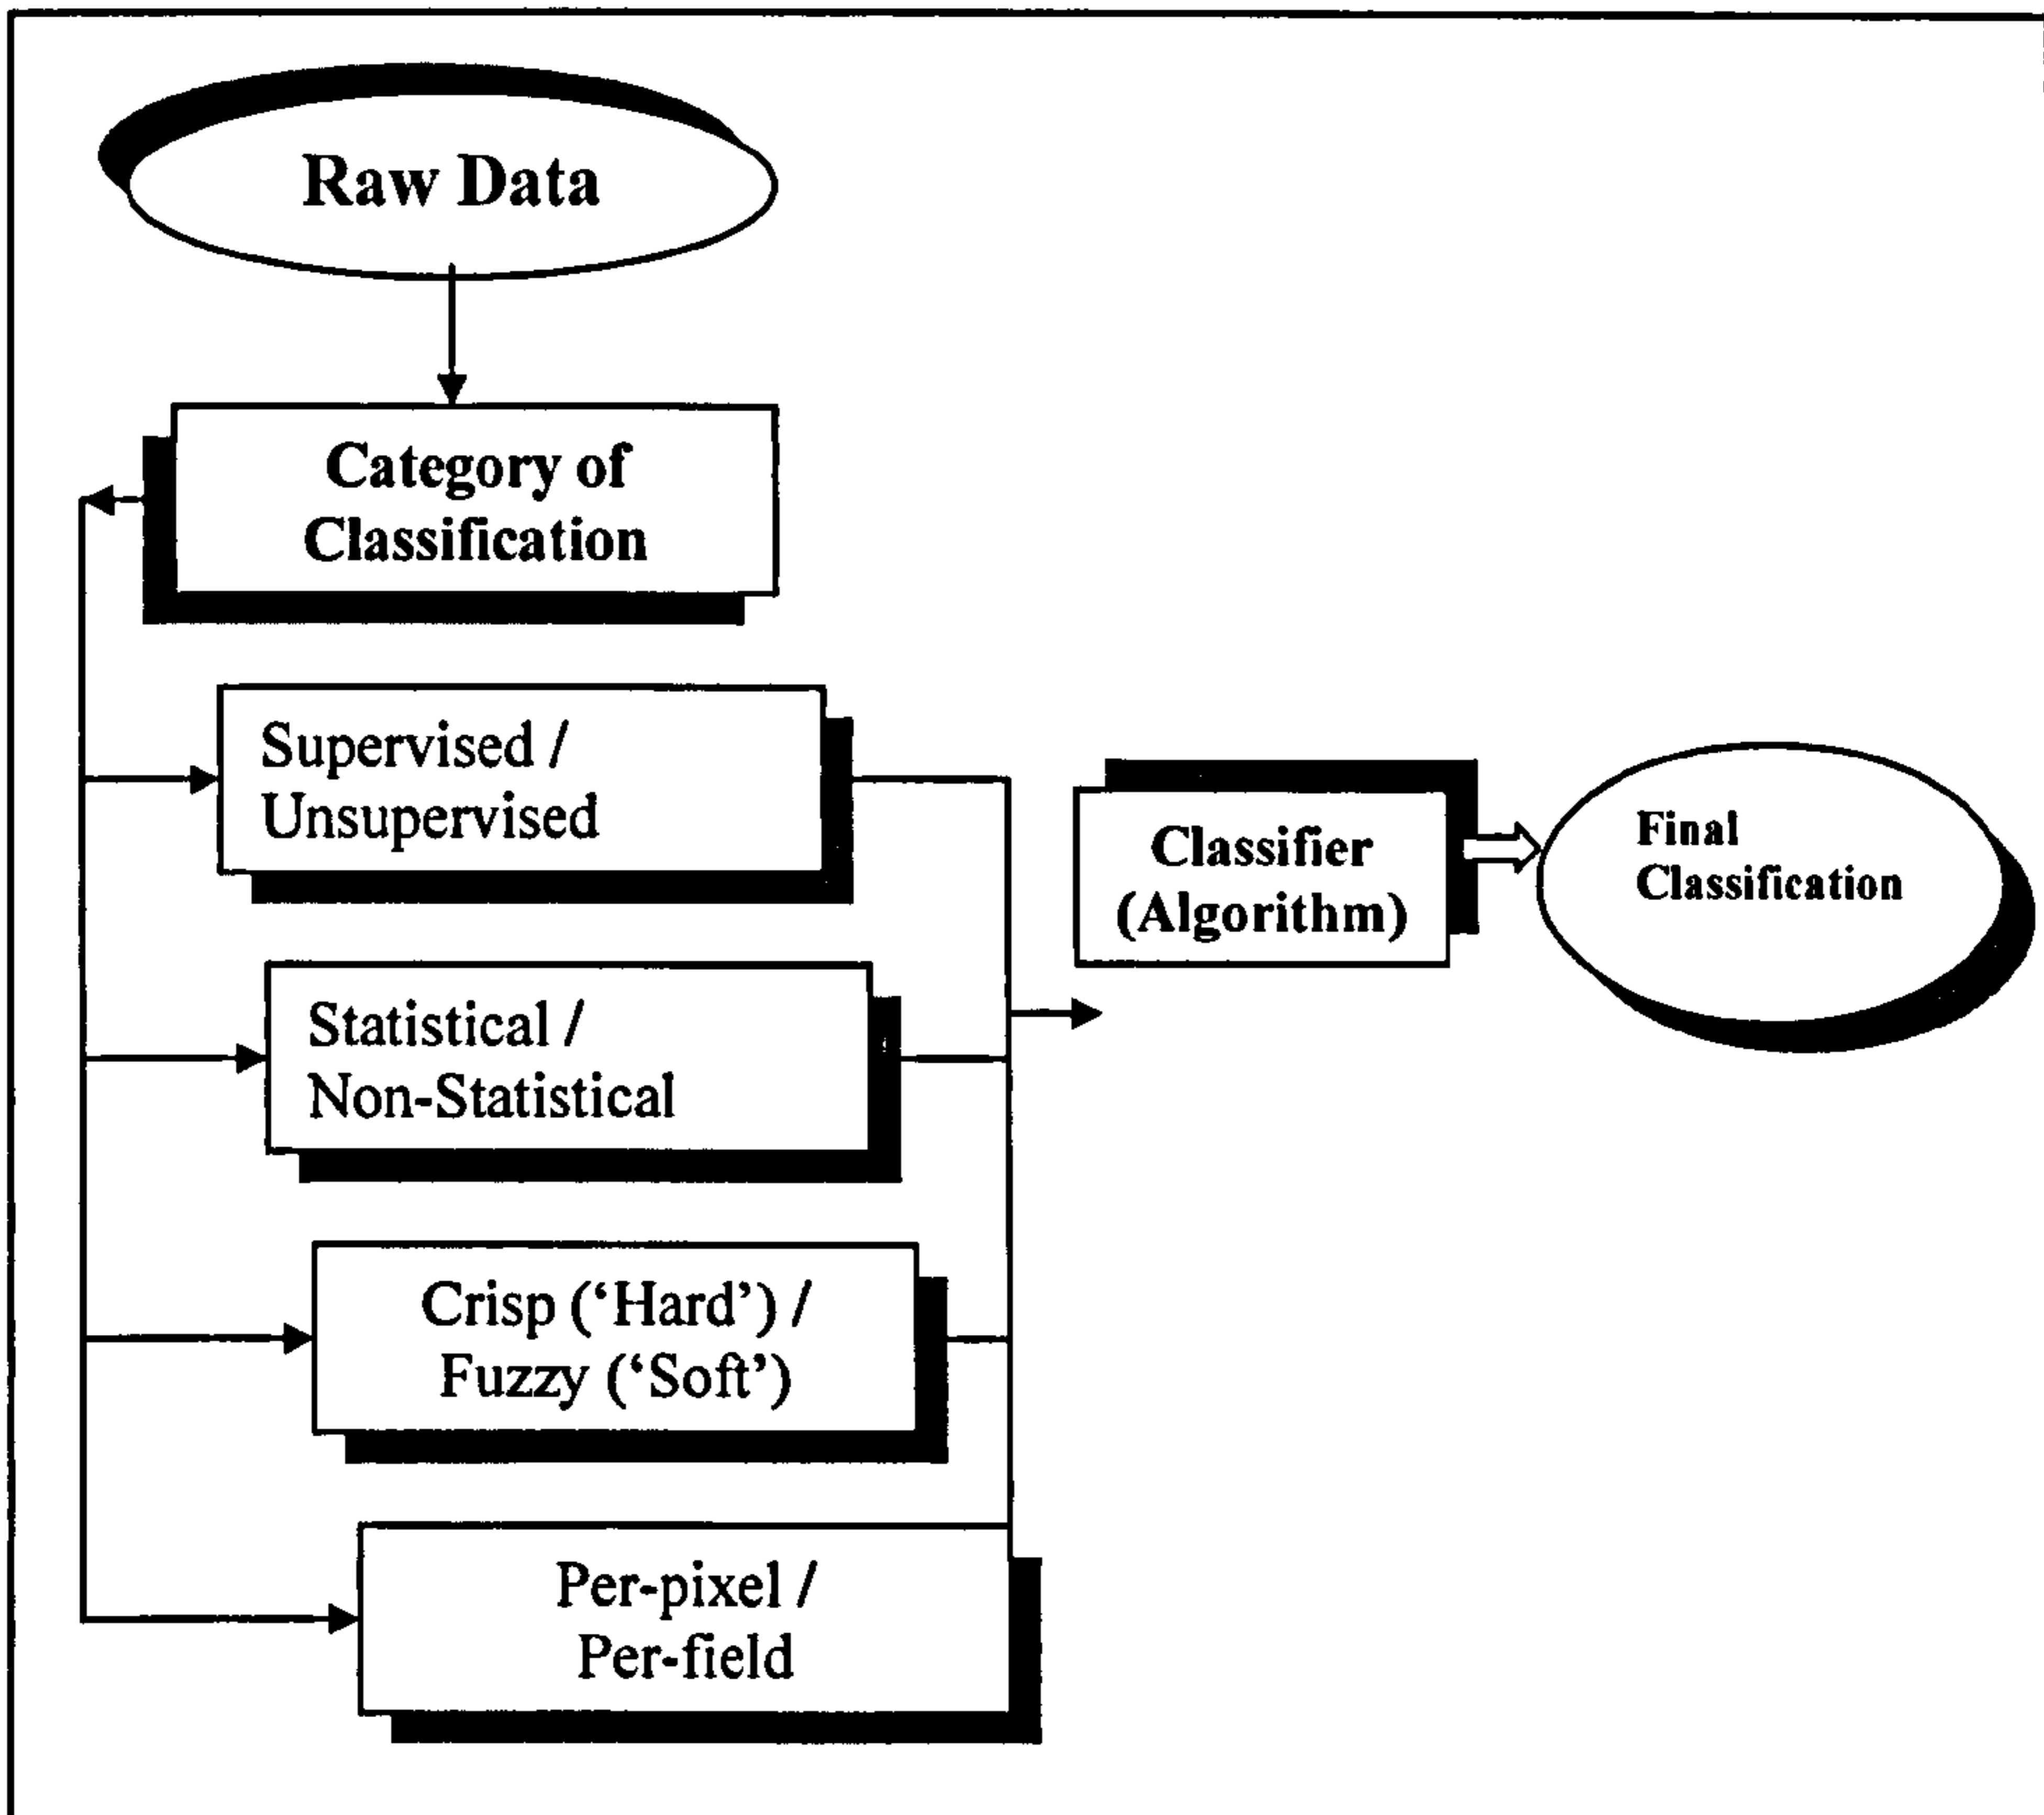 Raw Data
Category of
Classification
Supervised /
Unsupervised
Statistical /
Non-Statistical
Crisp (‘Hard’) /
Fuzzy (‘Soft’)
Per-pixel /
Per-field
Classifier
(Algorithm)
Final
Classification